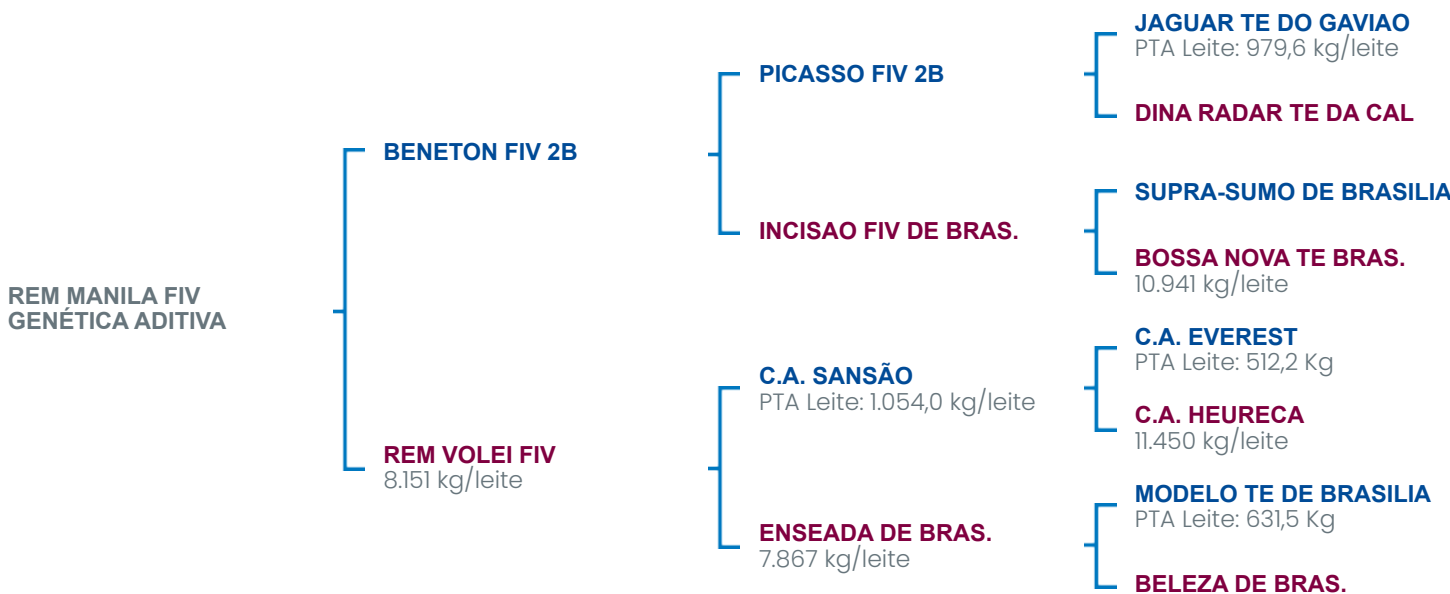 REM MANILA FIV
GENÉTICA ADITIVA
BENETON FIV 2B
REM VOLEI FIV
8.151 kg/leite
PICASSO FIV 2B
INCISAO FIV DE BRAS.
C.A. SANSÃO
PTA Leite: 1.054,0 kg/leite
ENSEADA DE BRAS.
7.867 kg/leite
JAGUAR TE DO GAVIAO
PTA Leite: 979,6 kg/leite
DINA RADAR TE DA CAL
SUPRA-SUMO DE BRASILIA
BOSSA NOVA TE BRAS.
10.941 kg/leite
C.A. EVEREST
PTA Leite: 512,2 Kg
C.A. HEURECA
11.450 kg/leite
MODELO TE DE BRASILIA
PTA Leite: 631,5 Kg
BELEZA DE BRAS.